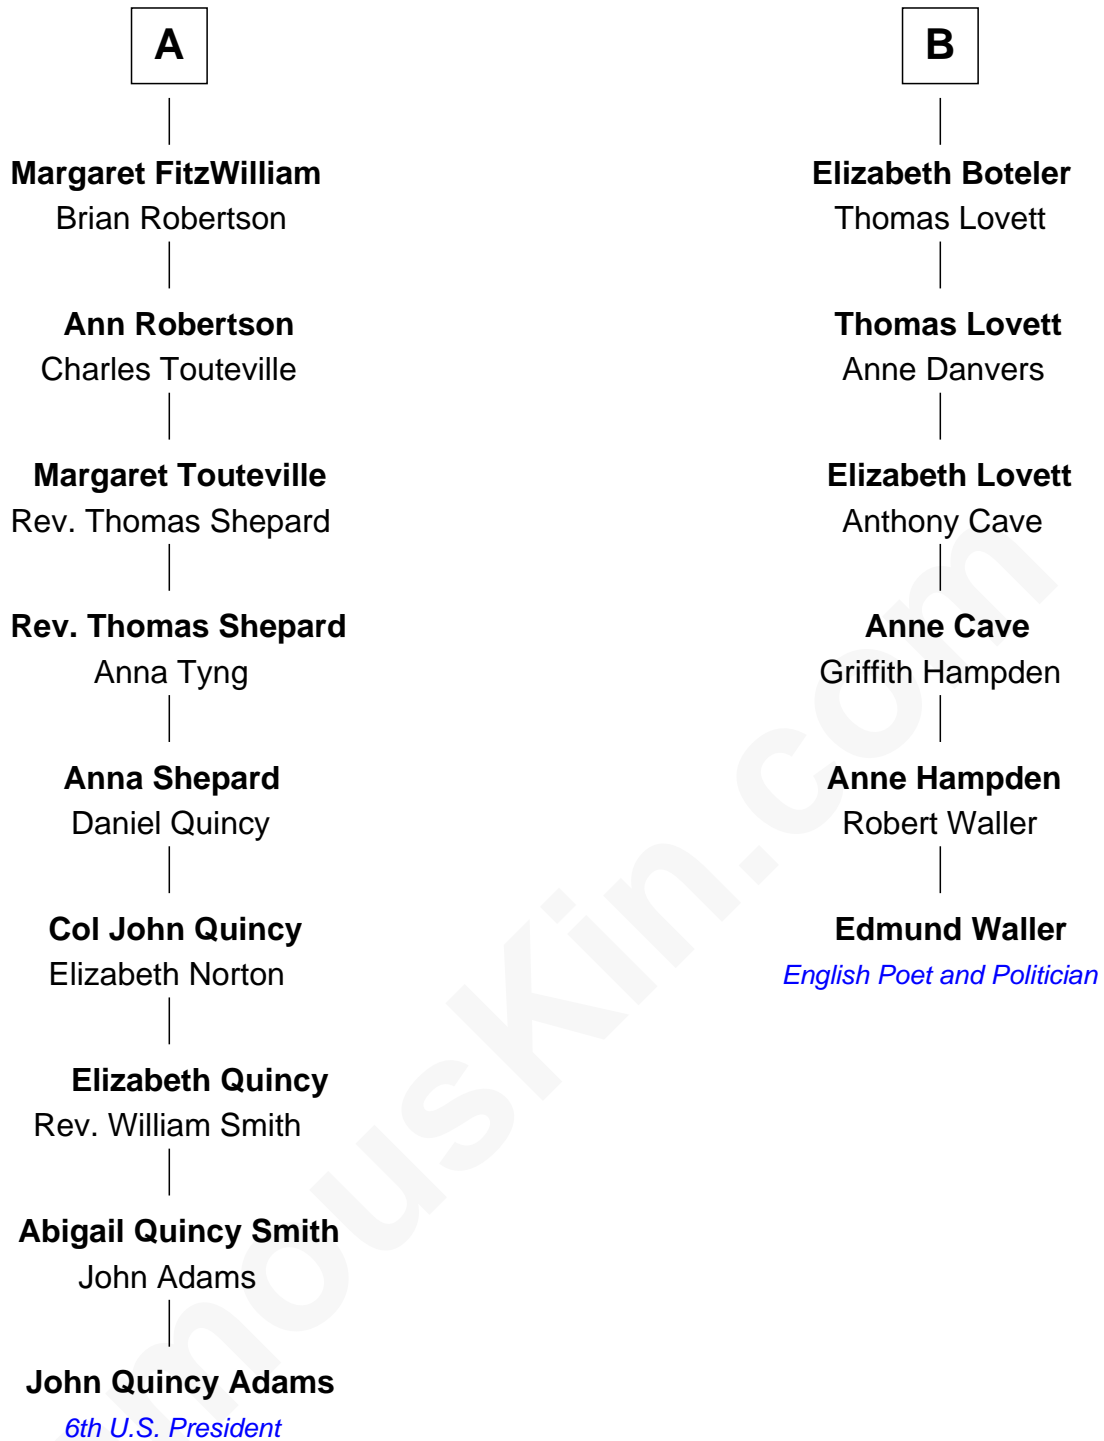 A
Margaret FitzWilliam
Brian Robertson
Ann Robertson
Charles Touteville
Margaret Touteville
Rev. Thomas Shepard
Rev. Thomas Shepard
Anna Tyng
Anna Shepard
Daniel Quincy
Col John Quincy
Elizabeth Norton
Elizabeth Quincy
Rev. William Smith
Abigail Quincy Smith
John Adams
John Quincy Adams
6th U.S. President
B
Elizabeth Boteler
Thomas Lovett
Thomas Lovett
Anne Danvers
Elizabeth Lovett
Anthony Cave
Anne Cave
Griffith Hampden
Anne Hampden
Robert Waller
Edmund Waller
English Poet and Politician
mouskin.com